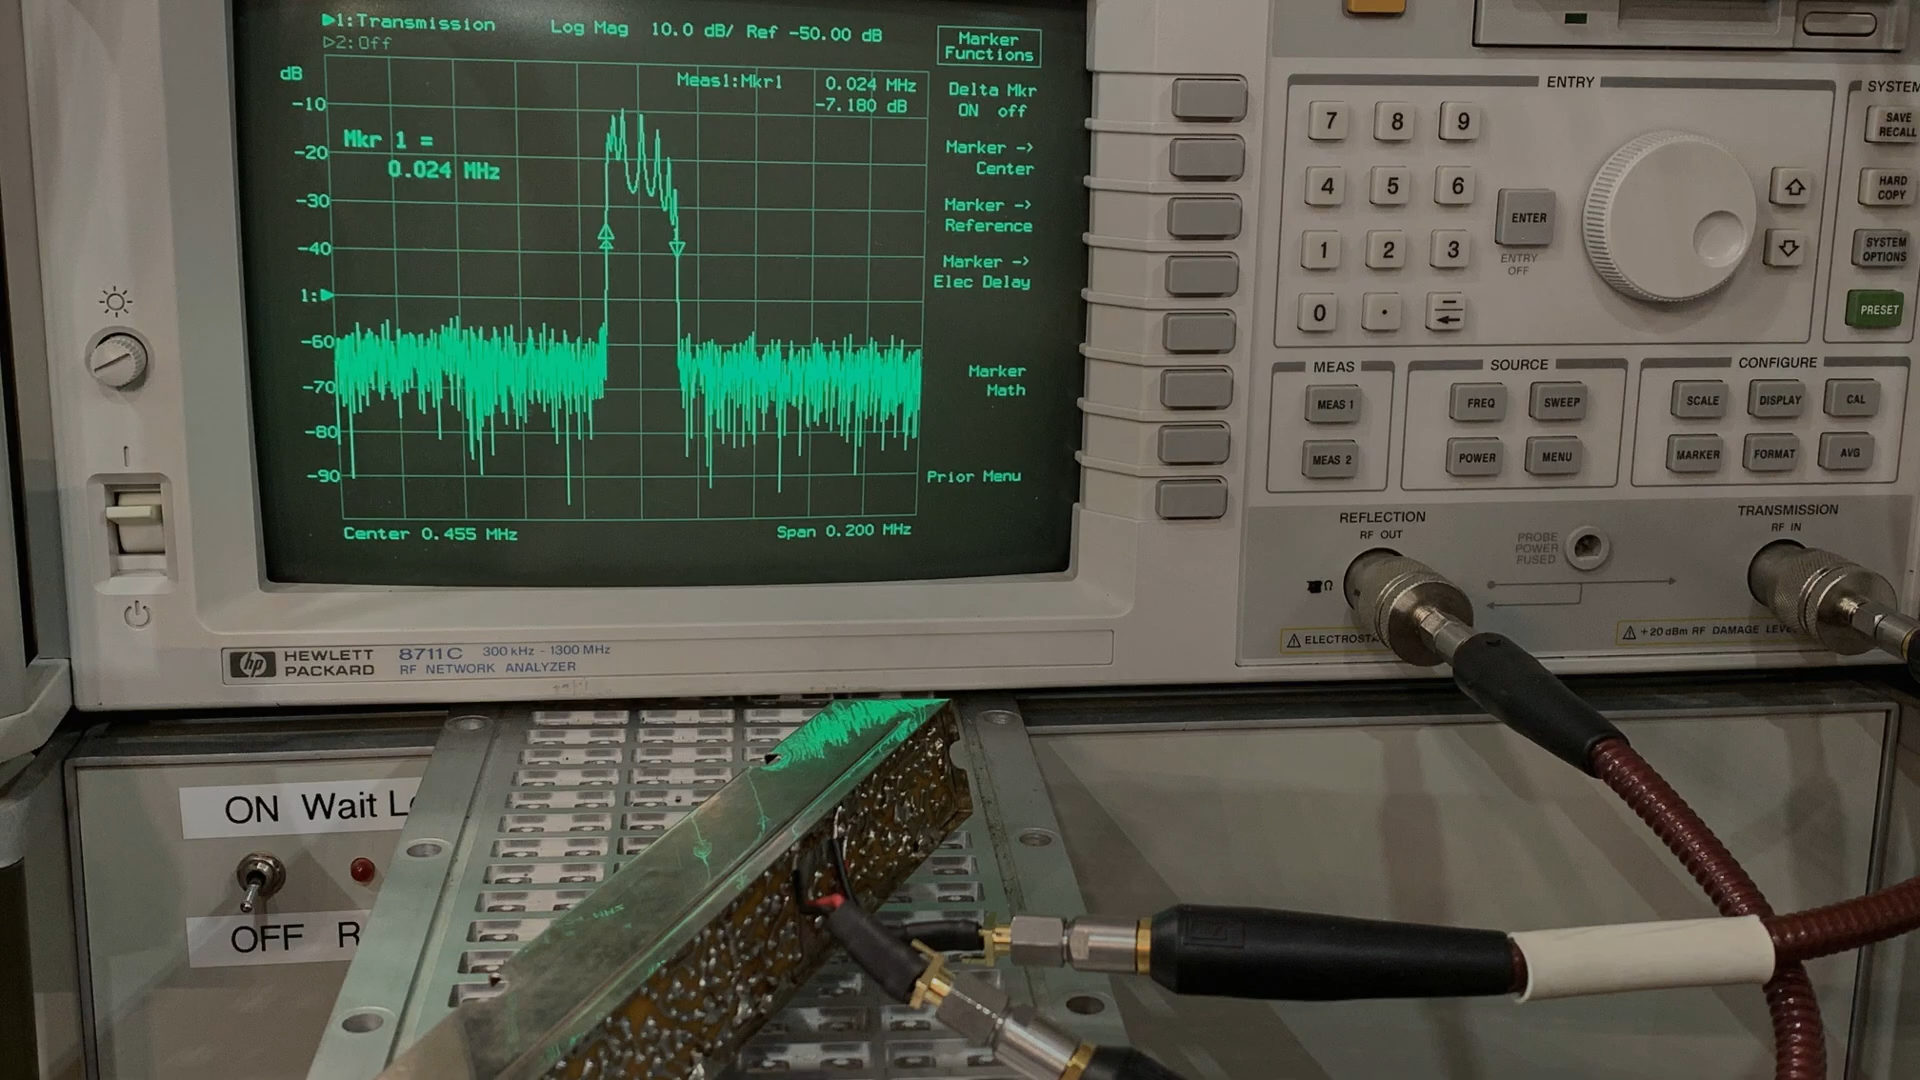 ▷1:Transmission
Log Mag 10.0 dB/ Ref -50.00 dB
▷2:Off
Marker
Functions
dB
Meas1:Mkr1 0.024 MHz
-7.180 dB
Mkr 1 =
0.024 MHz
-10
-20
-30
-40
1:▷
-60
-70
-80
-90
Center 0.455 MHz
Span 0.200 MHz
Delta Mkr
ON off
Marker ->
Center
Marker ->
Reference
Marker ->
Elec Delay
Marker
Math
Prior Menu
hp HEWLETT
PACKARD
8711C 300 kHz - 1300 MHz
RF NETWORK ANALYZER
ENTRY
7 8 9
4 5 6
1 2 3
0 .
ENTER
ENTRY
OFF
SYSTEM
SAVE
RECALL
HARD
COPY
SYSTEM
OPTIONS
PRESET
MEAS
MEAS 1
MEAS 2
SOURCE
FREQ SWEEP
POWER MENU
CONFIGURE
SCALE DISPLAY CAL
MARKER FORMAT AVG
REFLECTION
RF OUT
PROBE
POWER
FUSED
TRANSMISSION
RF IN
Ω
ELECTROSTA
+20 dBm RF DAMAGE LEVE
ON Wait L
OFF R